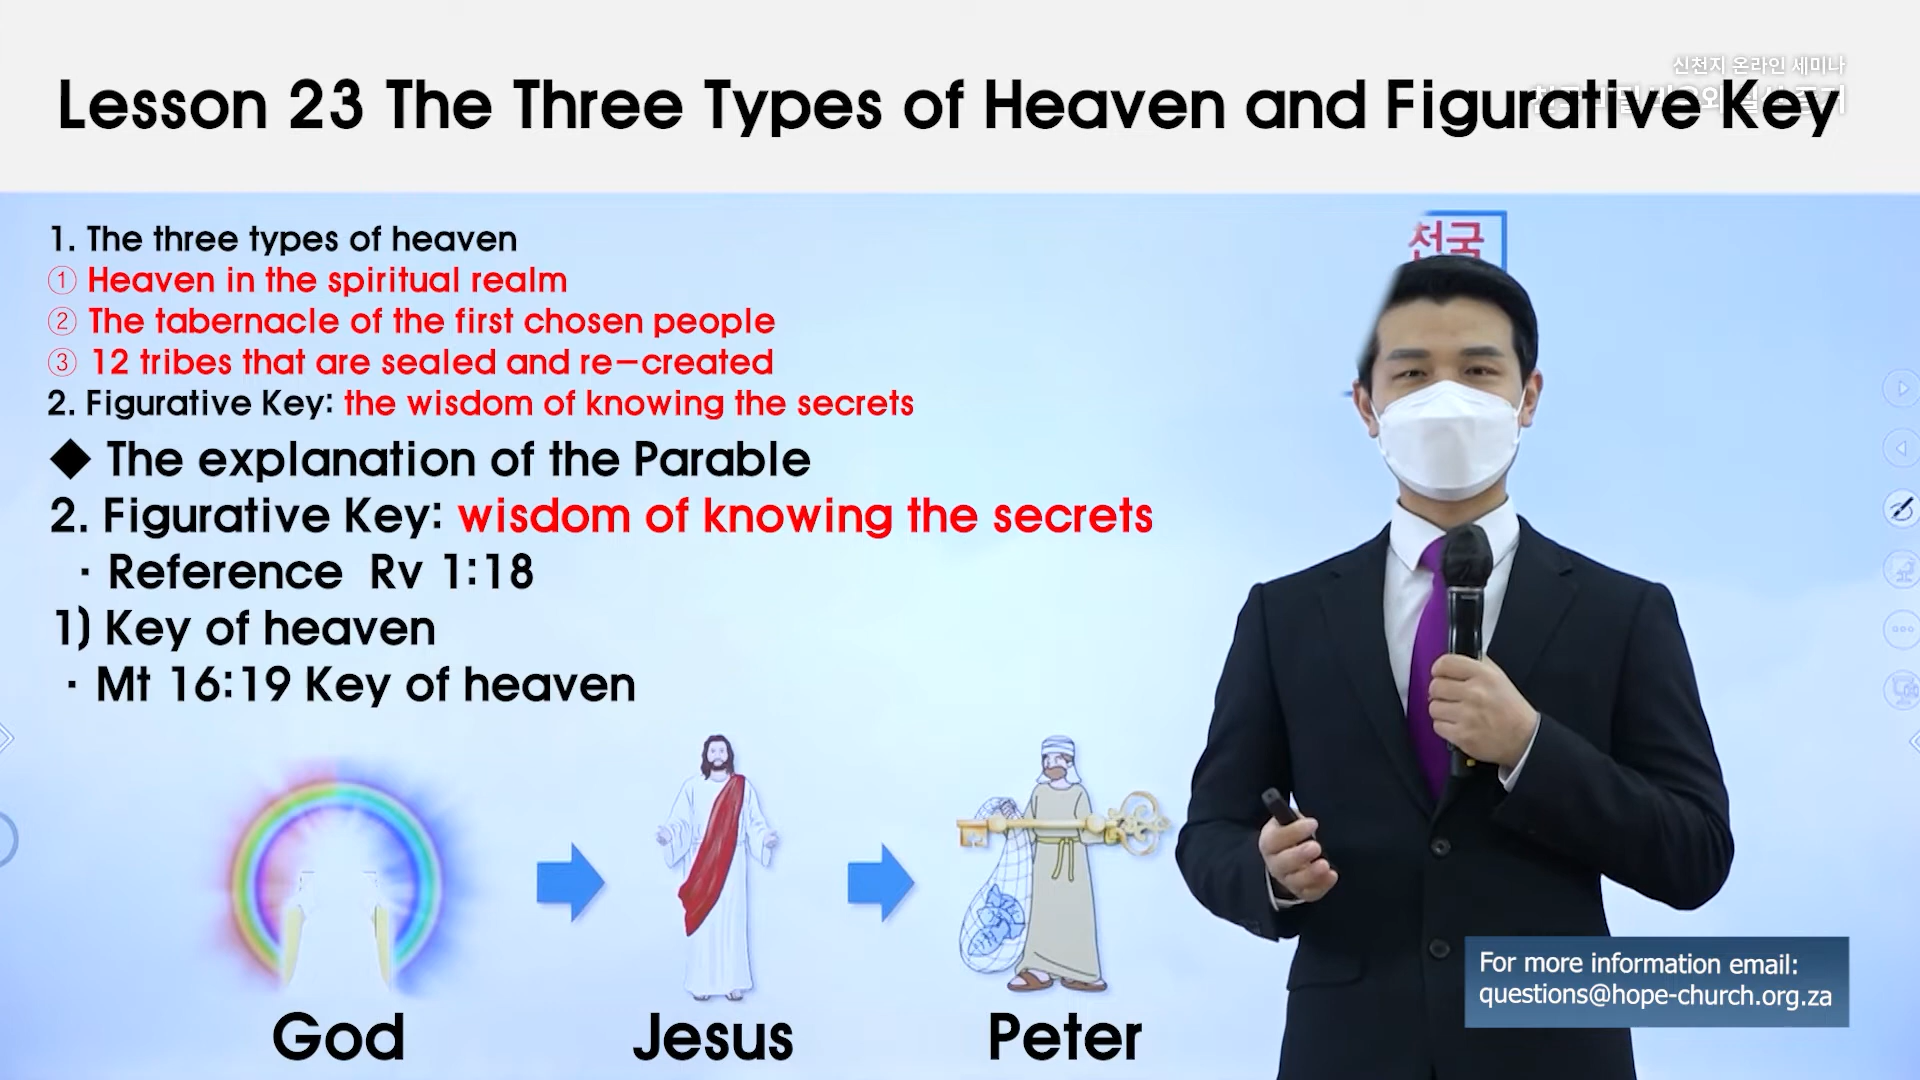 신천지 온라인 세미나
Lesson 23 The Three Types of Heaven and Figurative Key
천국
1. The three types of heaven
① Heaven in the spiritual realm
② The tabernacle of the first chosen people
③ 12 tribes that are sealed and re-created
2. Figurative Key: the wisdom of knowing the secrets
◆ The explanation of the Parable
2. Figurative Key: wisdom of knowing the secrets
· Reference Rv 1:18
1) Key of heaven
· Mt 16:19 Key of heaven
God
Jesus
Peter
For more information email:
questions@hope-church.org.za